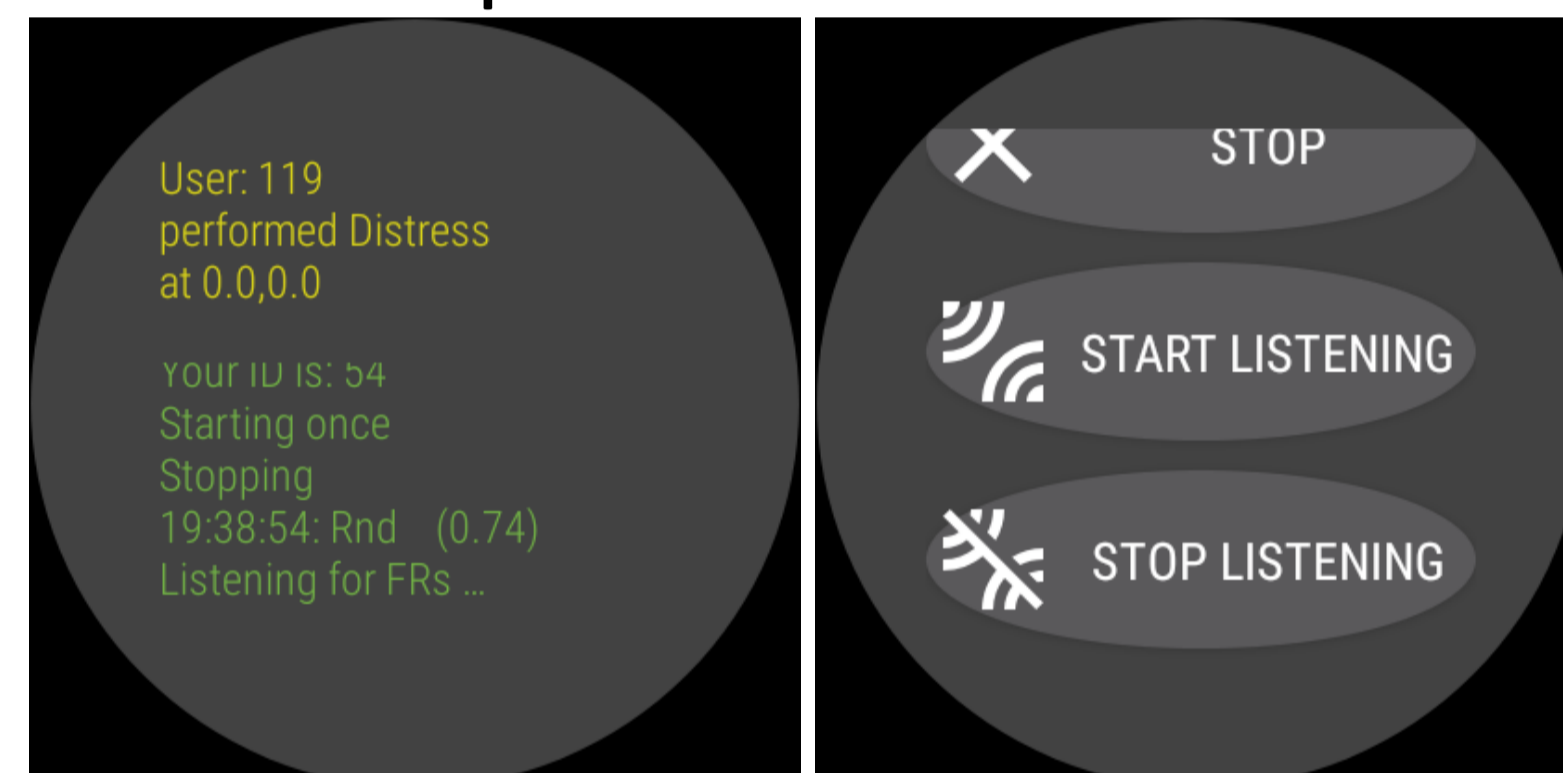 User: 119
performed Distress
at 0.0,0.0
Your ID is: 54
Starting once
Stopping
19:38:54: Rnd (0.74)
Listening for FRs ...
STOP
START LISTENING
STOP LISTENING